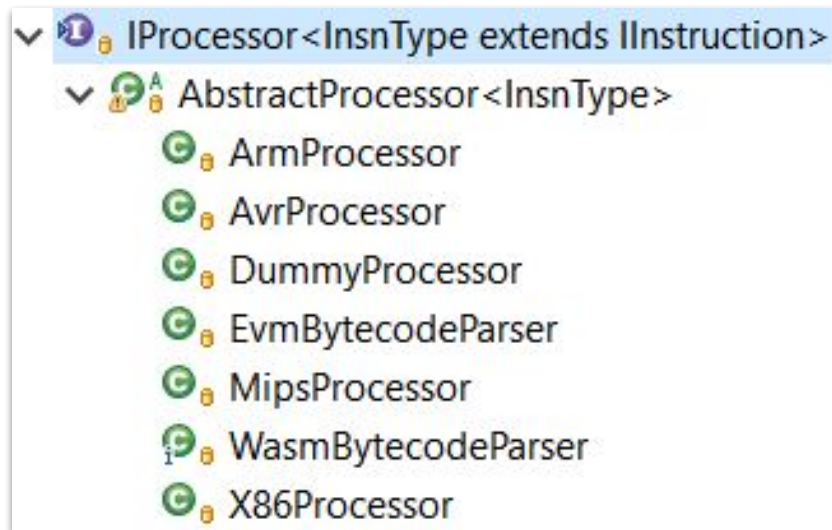 IProcessor<InsnType extends IInstruction>
AbstractProcessor<InsnType>
ArmProcessor
AvrProcessor
DummyProcessor
EvmBytecodeParser
MipsProcessor
WasmBytecodeParser
X86Processor